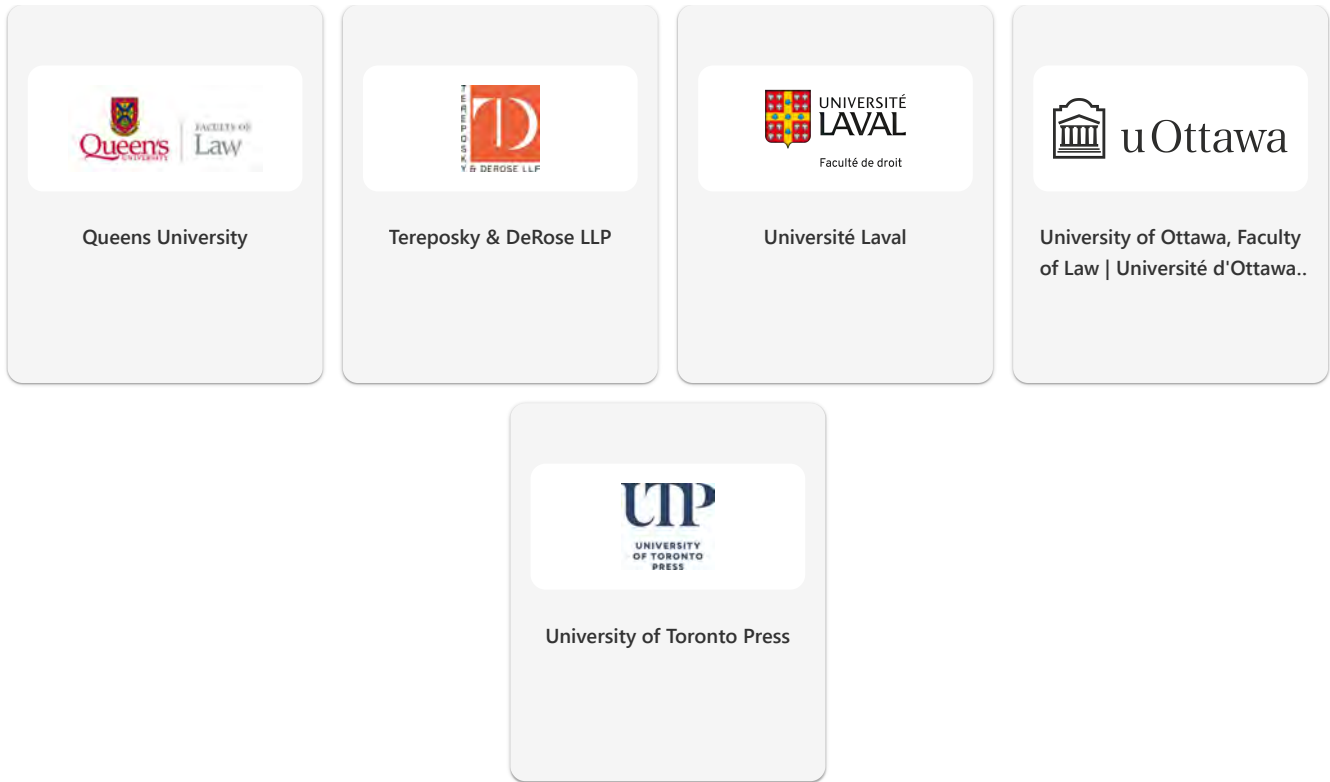 Queen's
UNIVERSITY
FACULTY OF
Law
Queens University
TEREPOSKY
& DEROSE LLP
TD
Tereposky & DeRose LLP
UNIVERSITÉ
LAVAL
Faculté de droit
Université Laval
uOttawa
University of Ottawa, Faculty
of Law | Université d'Ottawa..
UTP
UNIVERSITY
OF TORONTO
PRESS
University of Toronto Press